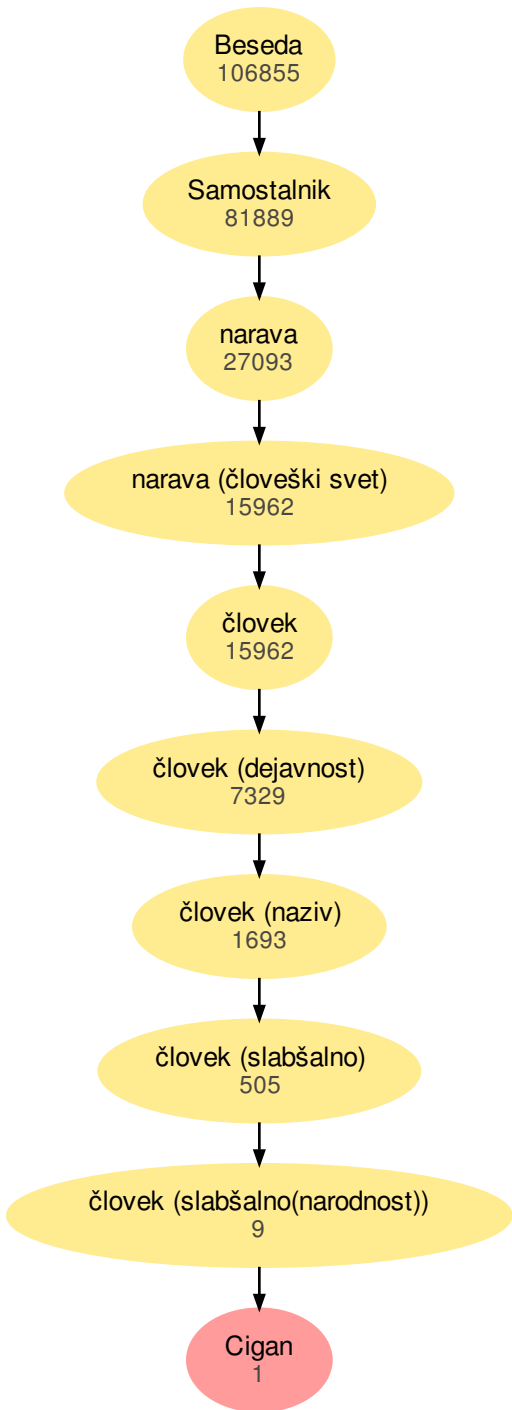 Beseda
106855
Samostalnik
81889
narava
27093
narava (človeški svet)
15962
človek
15962
človek (dejavnost)
7329
človek (naziv)
1693
človek (slabšalno)
505
človek (slabšalno(narodnost))
9
Cigan
1